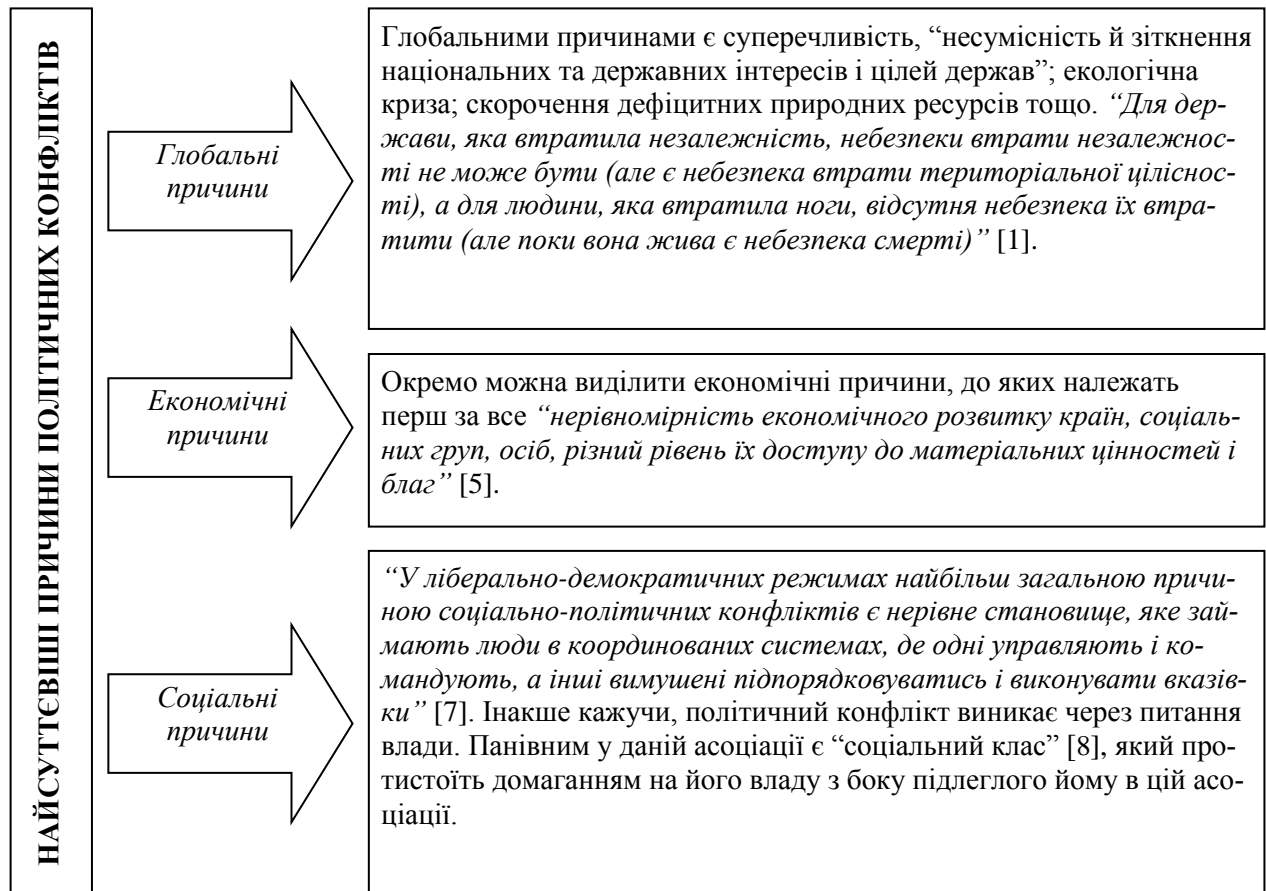 НАЙСУТТЄВІШІ ПРИЧИНИ ПОЛІТИЧНИХ КОНФЛІКТІВ
Глобальні
причини
Глобальними причинами є суперечливість, “несумісність й зіткнення
національних та державних інтересів і цілей держав”; екологічна
криза; скорочення дефіцитних природних ресурсів тощо. “Для дер-
жави, яка втратила незалежність, небезпеки втрати незалежнос-
ті не може бути (але є небезпека втрати територіальної ціліснос-
ті), а для людини, яка втратила ноги, відсутня небезпека їх втра-
тити (але поки вона жива є небезпека смерті)” [1].
Економічні
причини
Окремо можна виділити економічні причини, до яких належать
перш за все “нерівномірність економічного розвитку країн, соціаль-
них груп, осіб, різний рівень їх доступу до матеріальних цінностей і
благ” [5].
Соціальні
причини
“У ліберально-демократичних режимах найбільш загальною причи-
ною соціально-політичних конфліктів є нерівне становище, яке зай-
мають люди в координованих системах, де одні управляють і ко-
мандують, а інші вимушені підпорядковуватись і виконувати вказів-
ки” [7]. Інакше кажучи, політичний конфлікт виникає через питання
влади. Панівним у даній асоціації є “соціальний клас” [8], який про-
тистоїть домаганням на його владу з боку підлеглого йому в цій асо-
ціації.